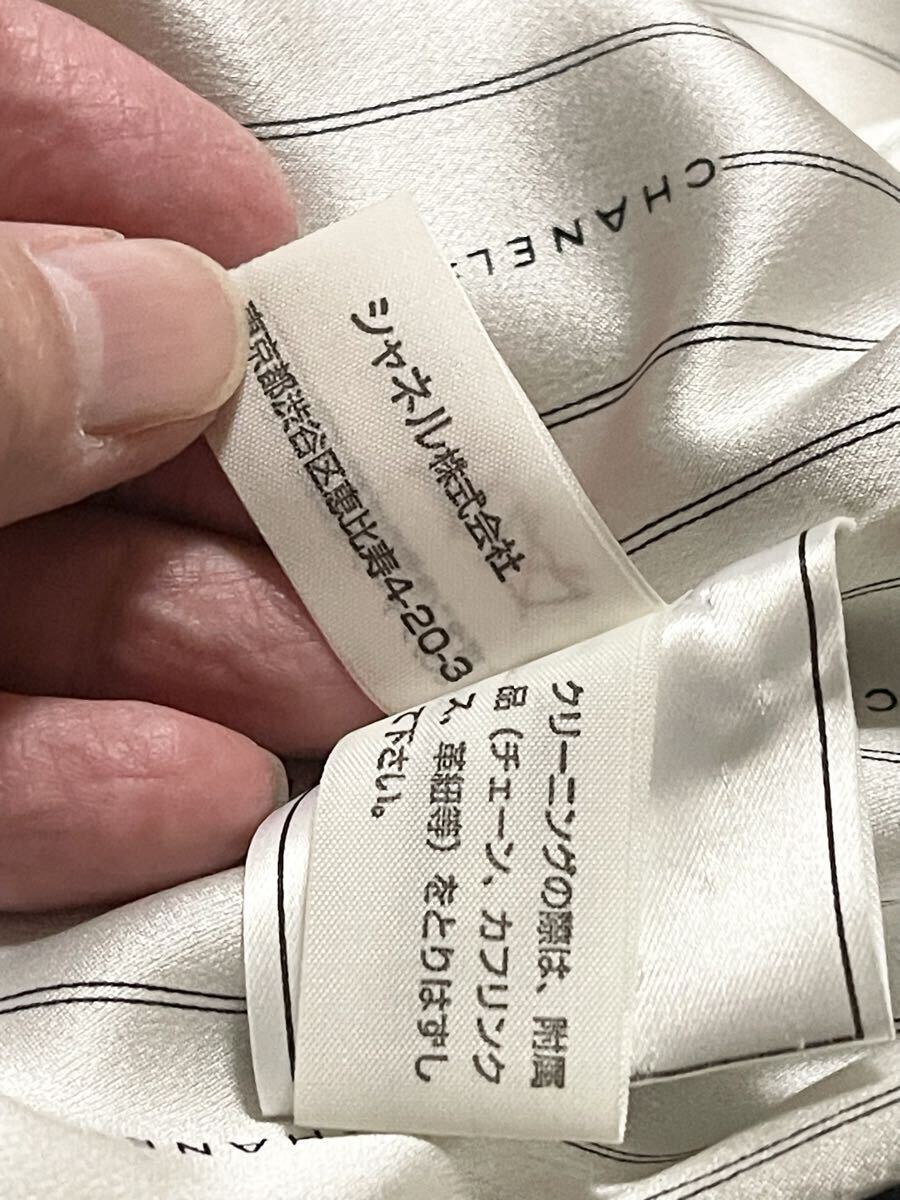 CHANEL
シャネル株式会社
東京都渋谷区恵比寿4-20-3
クリーニングの際は、附属
品(チェーン、カフリンク
ス、革細等)をとりはずし
て下さい。
C
HAN